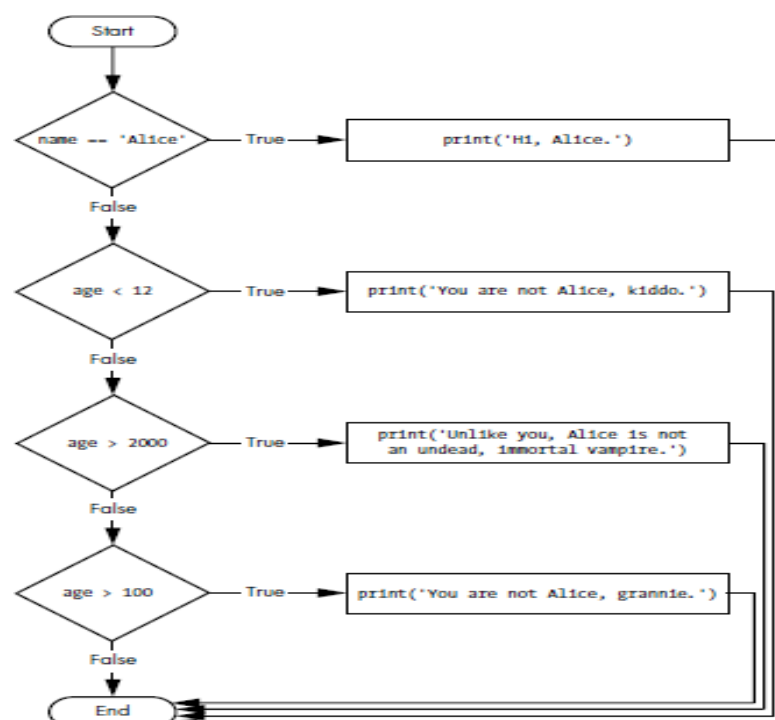 Start
name == 'Alice'
True
print('Hi, Alice.')
False
age < 12
True
print('You are not Alice, kiddo.')
False
age > 2000
True
print('Unlike you, Alice is not
an undead, immortal vampire.')
False
age > 100
True
print('You are not Alice, grannie.')
False
End